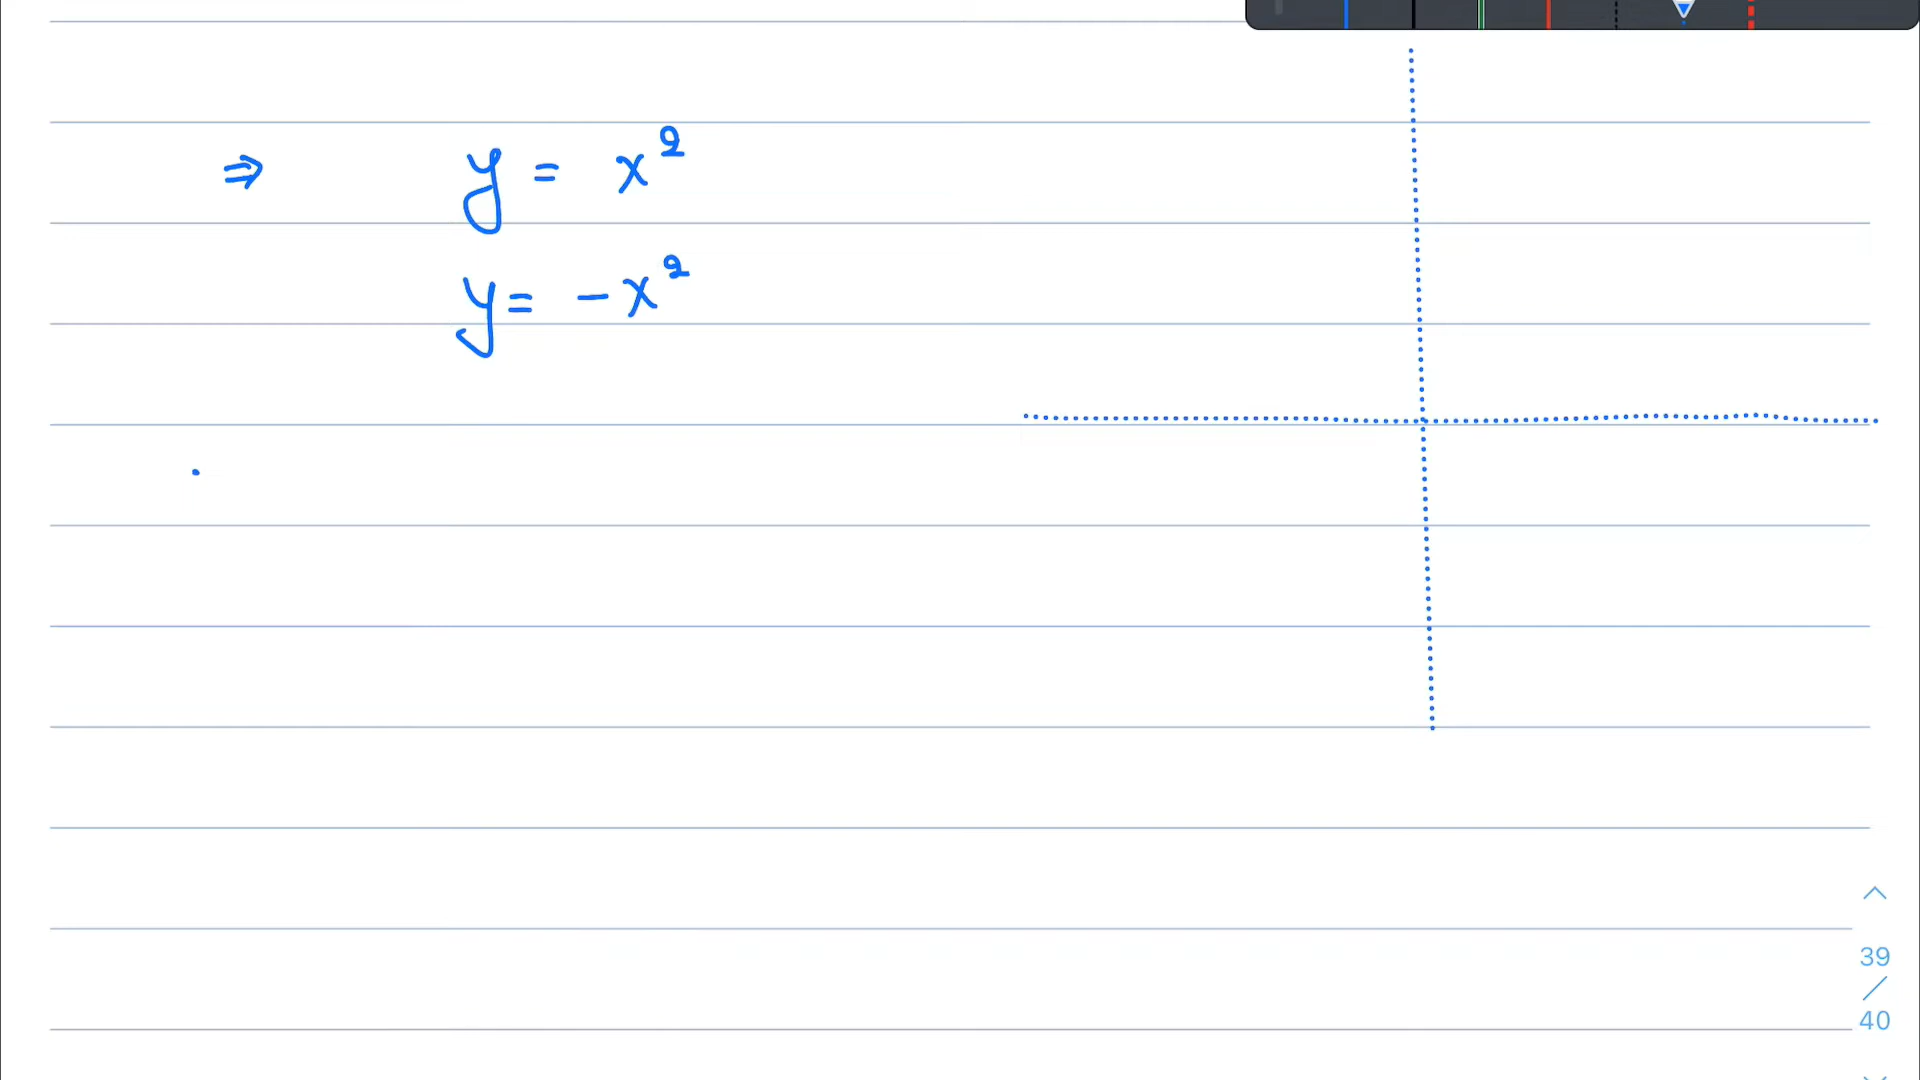 ⇒ y = x²
y = -x²
39
/
40